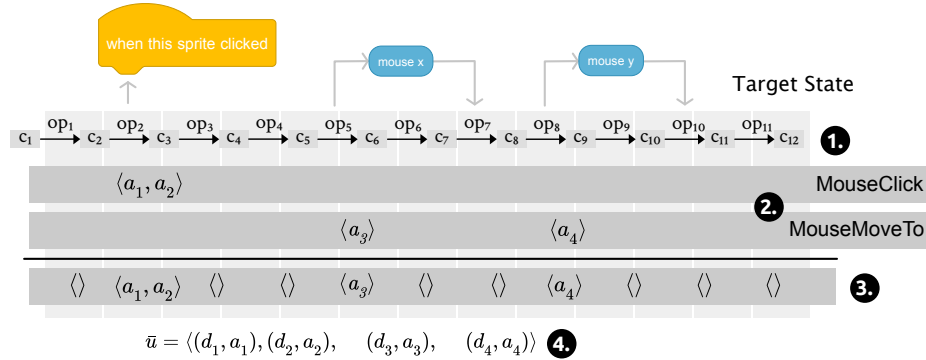 when this sprite clicked
mouse x
mouse y
Target State
op₁ op₂ op₃ op₄ op₅ op₆ op₇ op₈ op₉ op₁₀ op₁₁
c₁ c₂ c₃ c₄ c₅ c₆ c₇ c₈ c₉ c₁₀ c₁₁ c₁₂ 1.
⟨a₁, a₂⟩ MouseClick
2.
⟨a₃⟩ ⟨a₄⟩ MouseMoveTo
⟨⟩ ⟨a₁, a₂⟩ ⟨⟩ ⟨⟩ ⟨a₃⟩ ⟨⟩ ⟨⟩ ⟨a₄⟩ ⟨⟩ ⟨⟩ ⟨⟩ 3.
ū = ⟨(d₁, a₁), (d₂, a₂), (d₃, a₃), (d₄, a₄)⟩ 4.